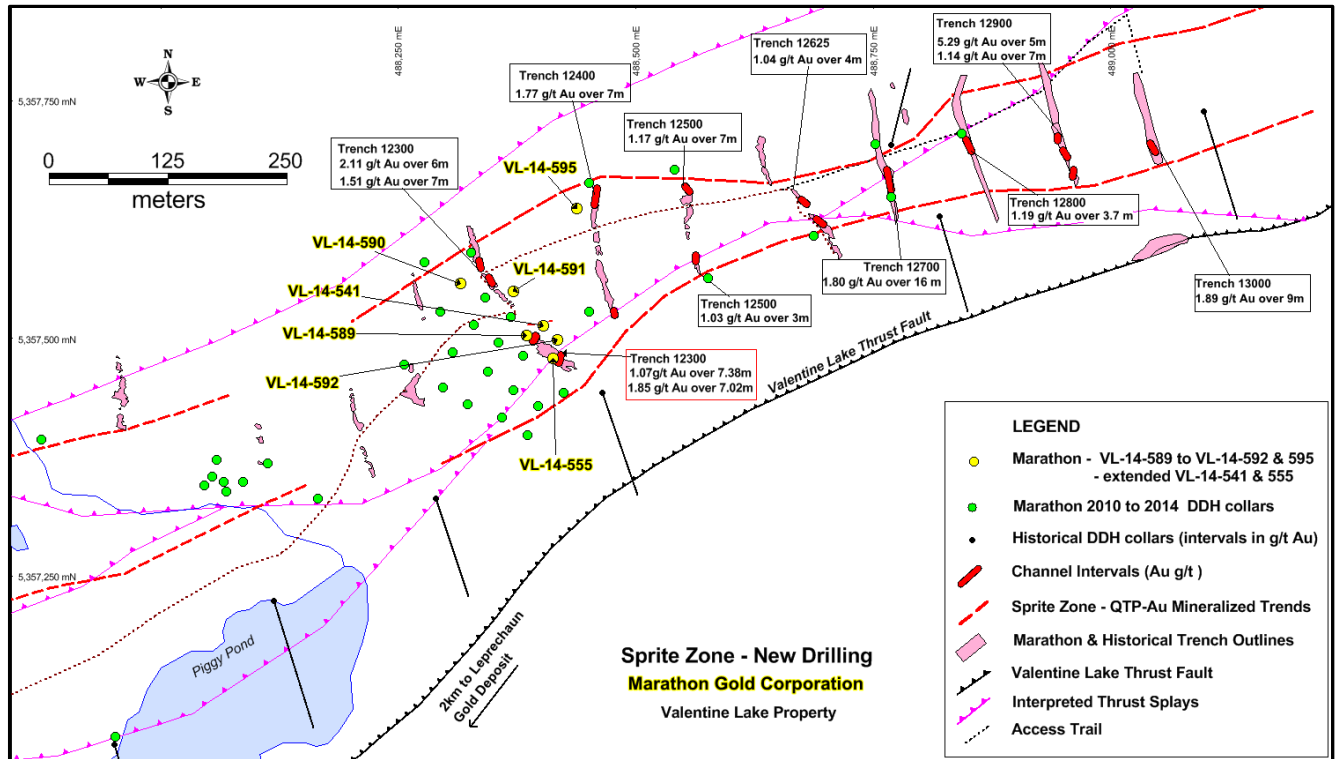 488,250 mE
488,500 mE
488,750 mE
489,000 mE
5,357,750 mN
5,357,500 mN
5,357,250 mN
N
W E
S
0 125 250
meters
Trench 12300
2.11 g/t Au over 6m
1.51 g/t Au over 7m
Trench 12400
1.77 g/t Au over 7m
Trench 12500
1.17 g/t Au over 7m
Trench 12625
1.04 g/t Au over 4m
Trench 12900
5.29 g/t Au over 5m
1.14 g/t Au over 7m
VL-14-595
VL-14-590
VL-14-591
VL-14-541
VL-14-589
VL-14-592
VL-14-555
Trench 12800
1.19 g/t Au over 3.7 m
Trench 12700
1.80 g/t Au over 16 m
Trench 13000
1.89 g/t Au over 9m
Trench 12500
1.03 g/t Au over 3m
Trench 12300
1.07g/t Au over 7.38m
1.85 g/t Au over 7.02m
Valentine Lake Thrust Fault
Piggy Pond
2km to Leprechaun
Gold Deposit
Sprite Zone - New Drilling
Marathon Gold Corporation
Valentine Lake Property
LEGEND
Marathon - VL-14-589 to VL-14-592 & 595
- extended VL-14-541 & 555
Marathon 2010 to 2014 DDH collars
Historical DDH collars (intervals in g/t Au)
Channel Intervals (Au g/t )
Sprite Zone - QTP-Au Mineralized Trends
Marathon & Historical Trench Outlines
Valentine Lake Thrust Fault
Interpreted Thrust Splays
Access Trail